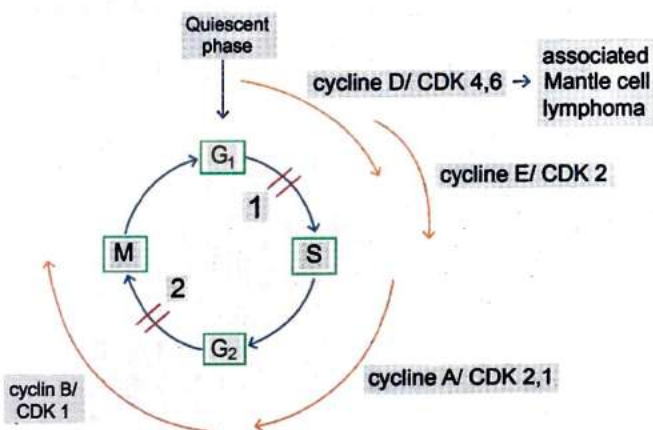 Quiescent
phase
cycline D/ CDK 4,6 →
associated
Mantle cell
lymphoma
G₁
1
cycline E/ CDK 2
M
S
2
G₂
cycline A/ CDK 2,1
cyclin B/
CDK 1